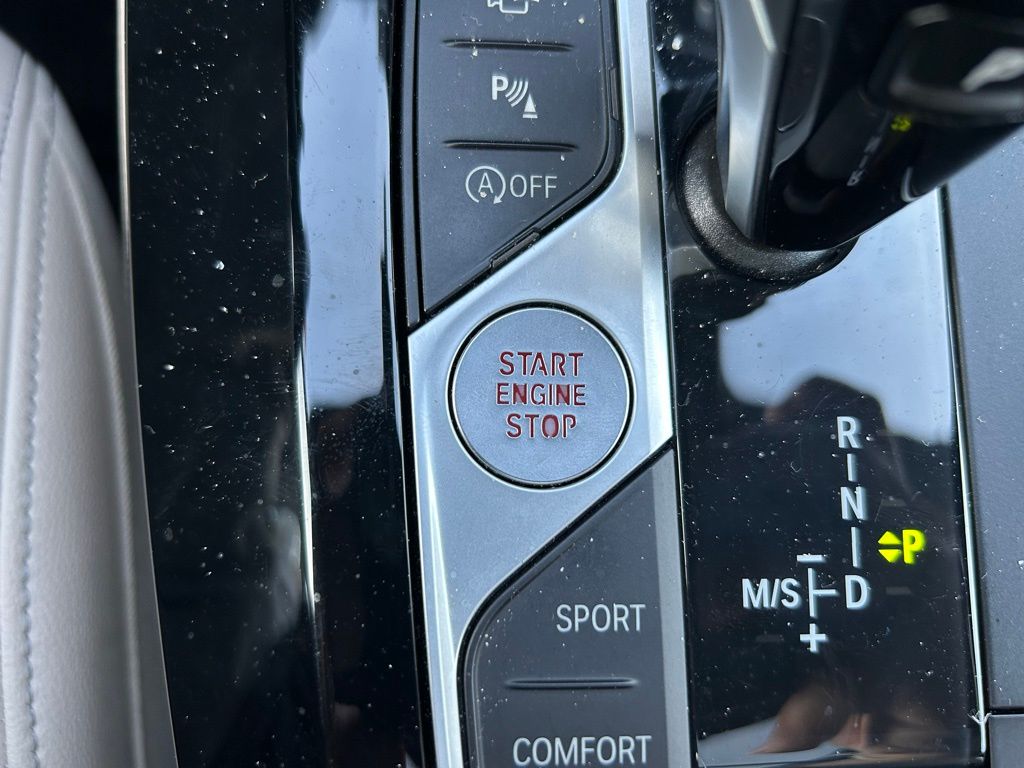 P
A OFF
START
ENGINE
STOP
SPORT
COMFORT
R
N
P
M/S D
+